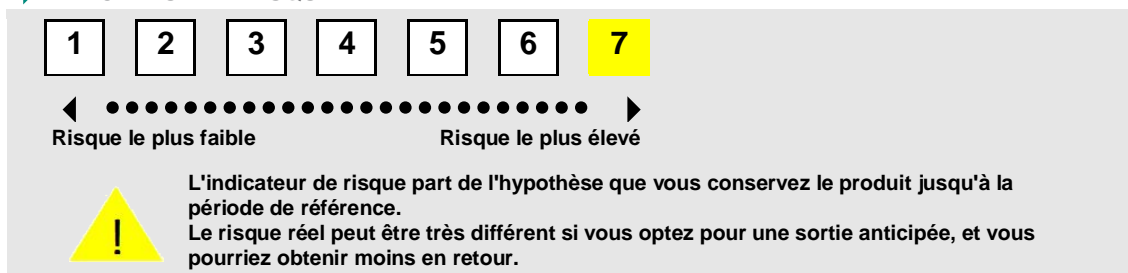 1 2 3 4 5 6 7
Risque le plus faible Risque le plus élevé
!
L'indicateur de risque part de l'hypothèse que vous conservez le produit jusqu'à la
période de référence.
Le risque réel peut être très différent si vous optez pour une sortie anticipée, et vous
pourriez obtenir moins en retour.